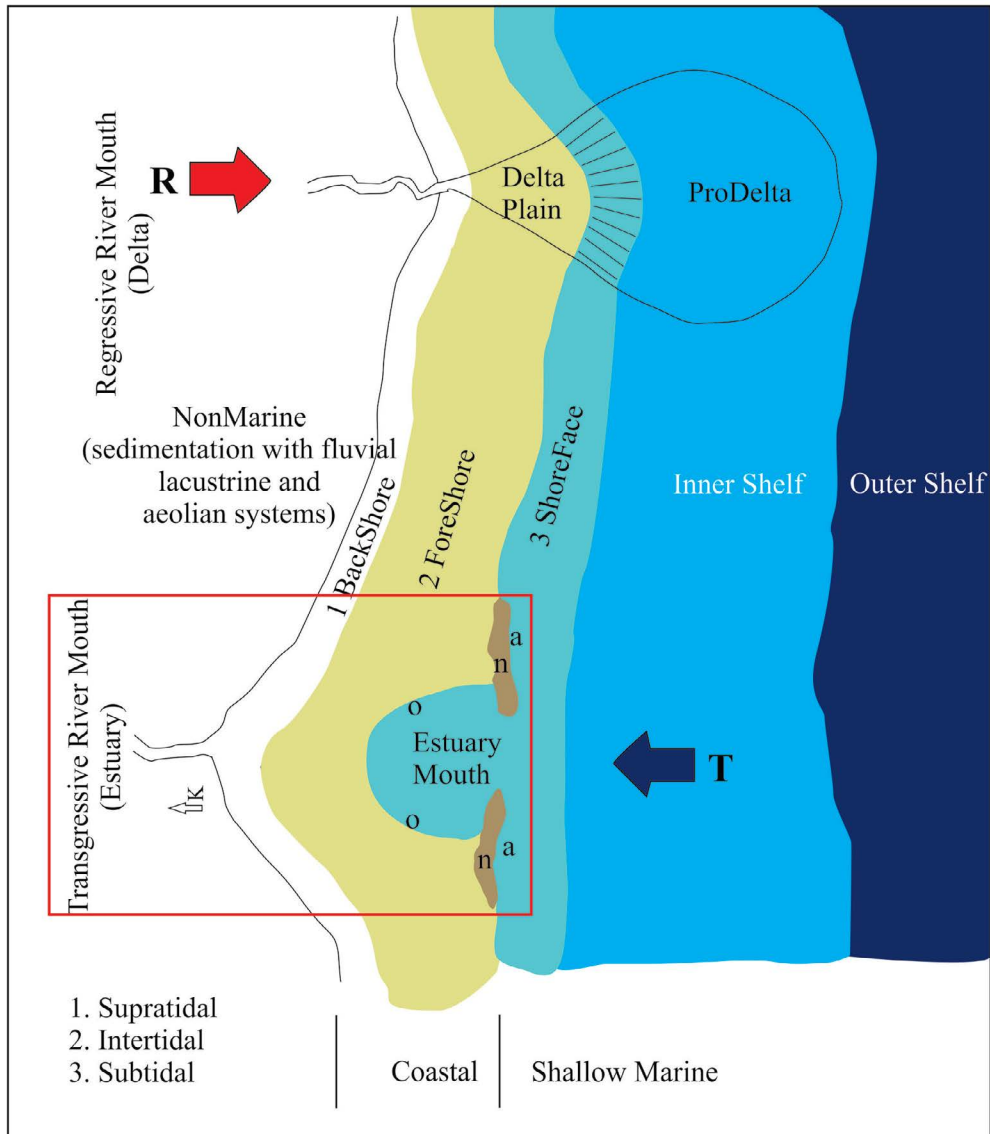 R
Regressive River Mouth
(Delta)
Delta
Plain
ProDelta
NonMarine
(sedimentation with fluvial
lacustrine and
aeolian systems)
1 BackShore
2 ForeShore
3 ShoreFace
Inner Shelf
Outer Shelf
Transgressive River Mouth
(Estuary)
K
a
n
o
Estuary
Mouth
o
n
a
T
1. Supratidal
2. Intertidal
3. Subtidal
Coastal
Shallow Marine